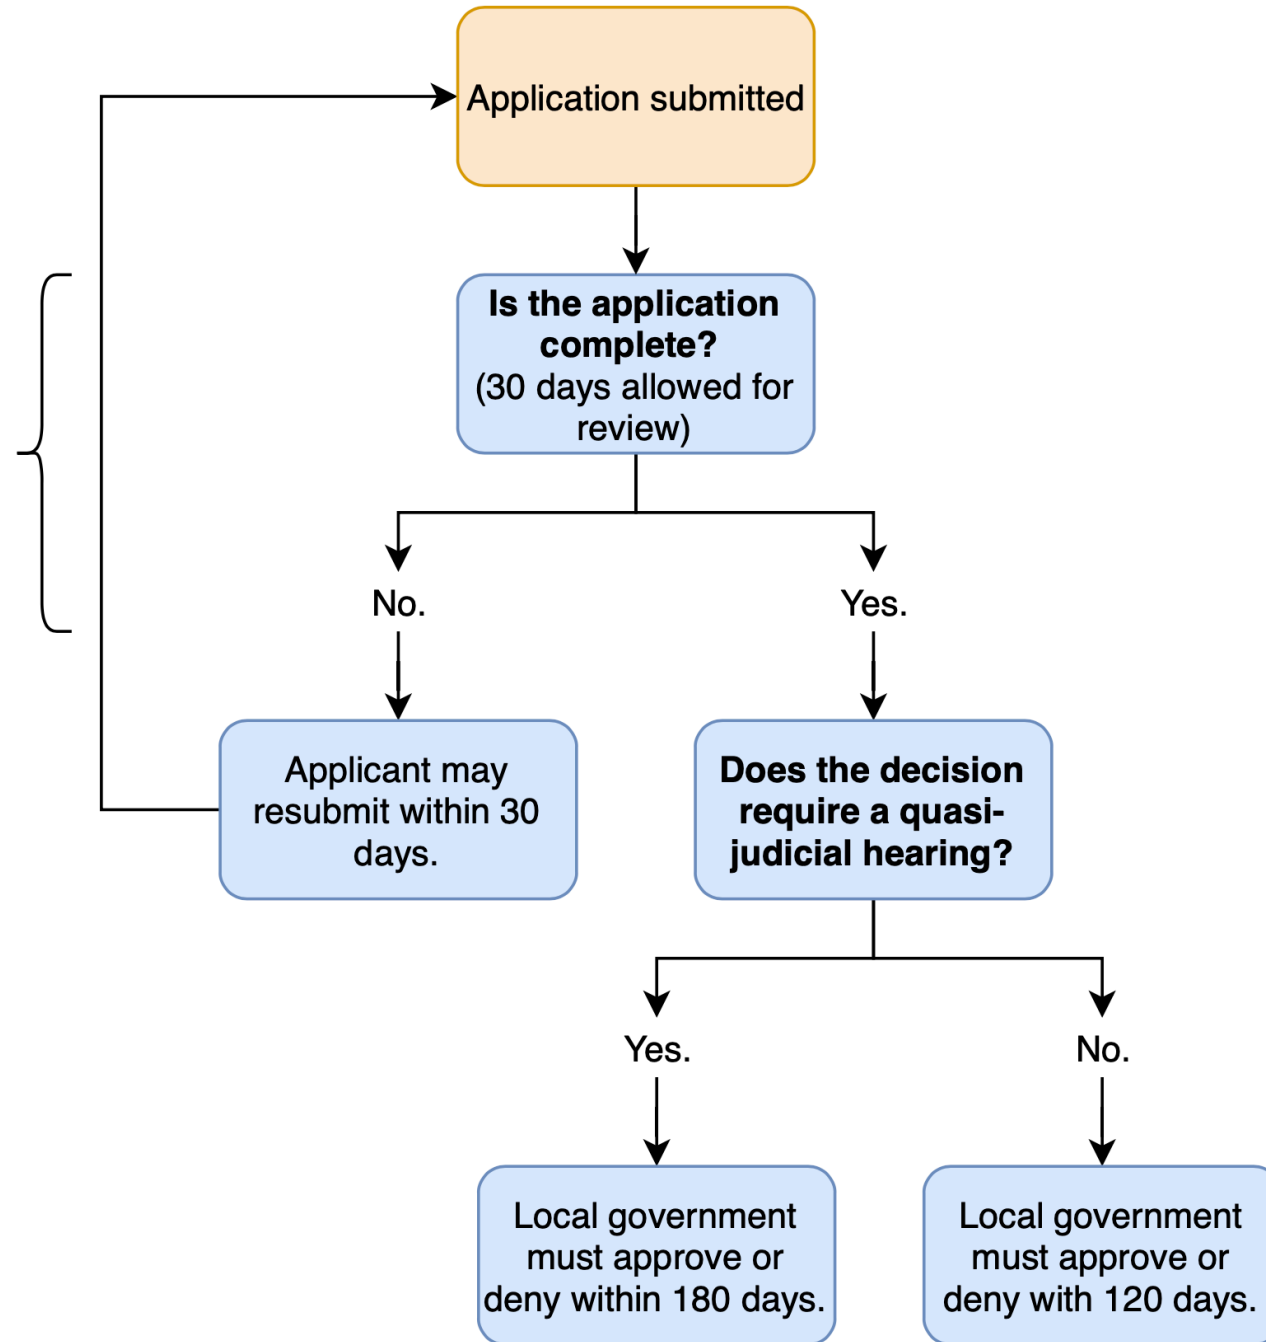 Application submitted
Is the application
complete?
(30 days allowed for
review)
No.
Yes.
Applicant may
resubmit within 30
days.
Does the decision
require a quasi-
judicial hearing?
Yes.
No.
Local government
must approve or
deny within 180 days.
Local government
must approve or
deny with 120 days.